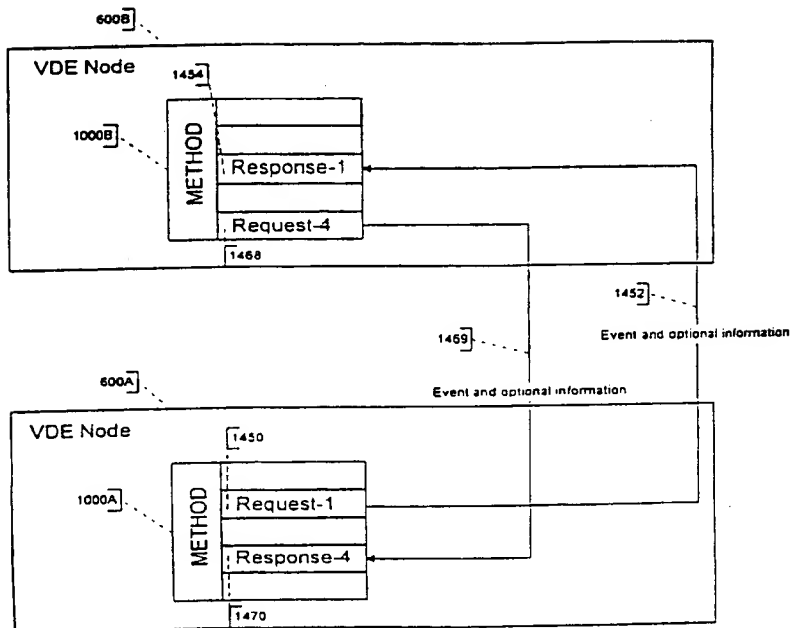 600B
VDE Node
1454
1000B
METHOD
Response-1
Request-4
1468
1452
Event and optional information
1469
Event and optional information
600A
VDE Node
1450
1000A
METHOD
Request-1
Response-4
1470